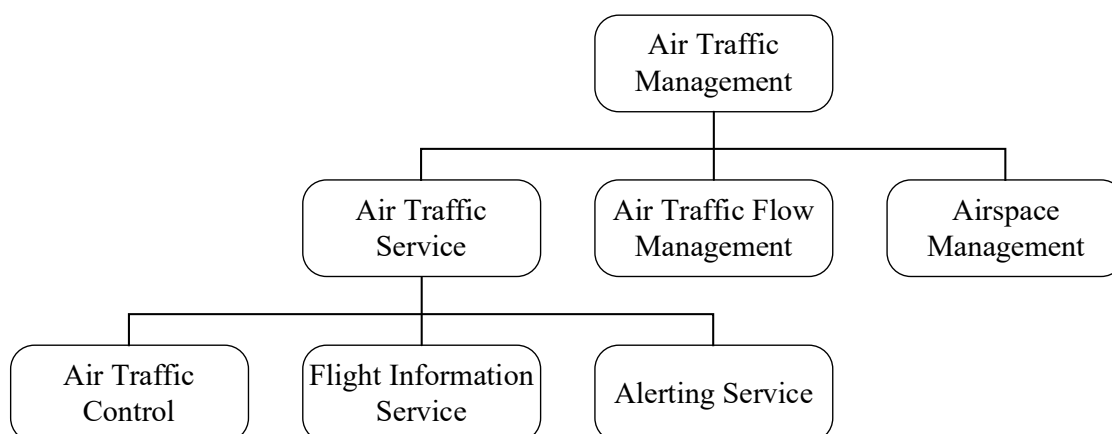 Air Traffic
Management
Air Traffic
Service
Air Traffic Flow
Management
Airspace
Management
Air Traffic
Control
Flight Information
Service
Alerting Service